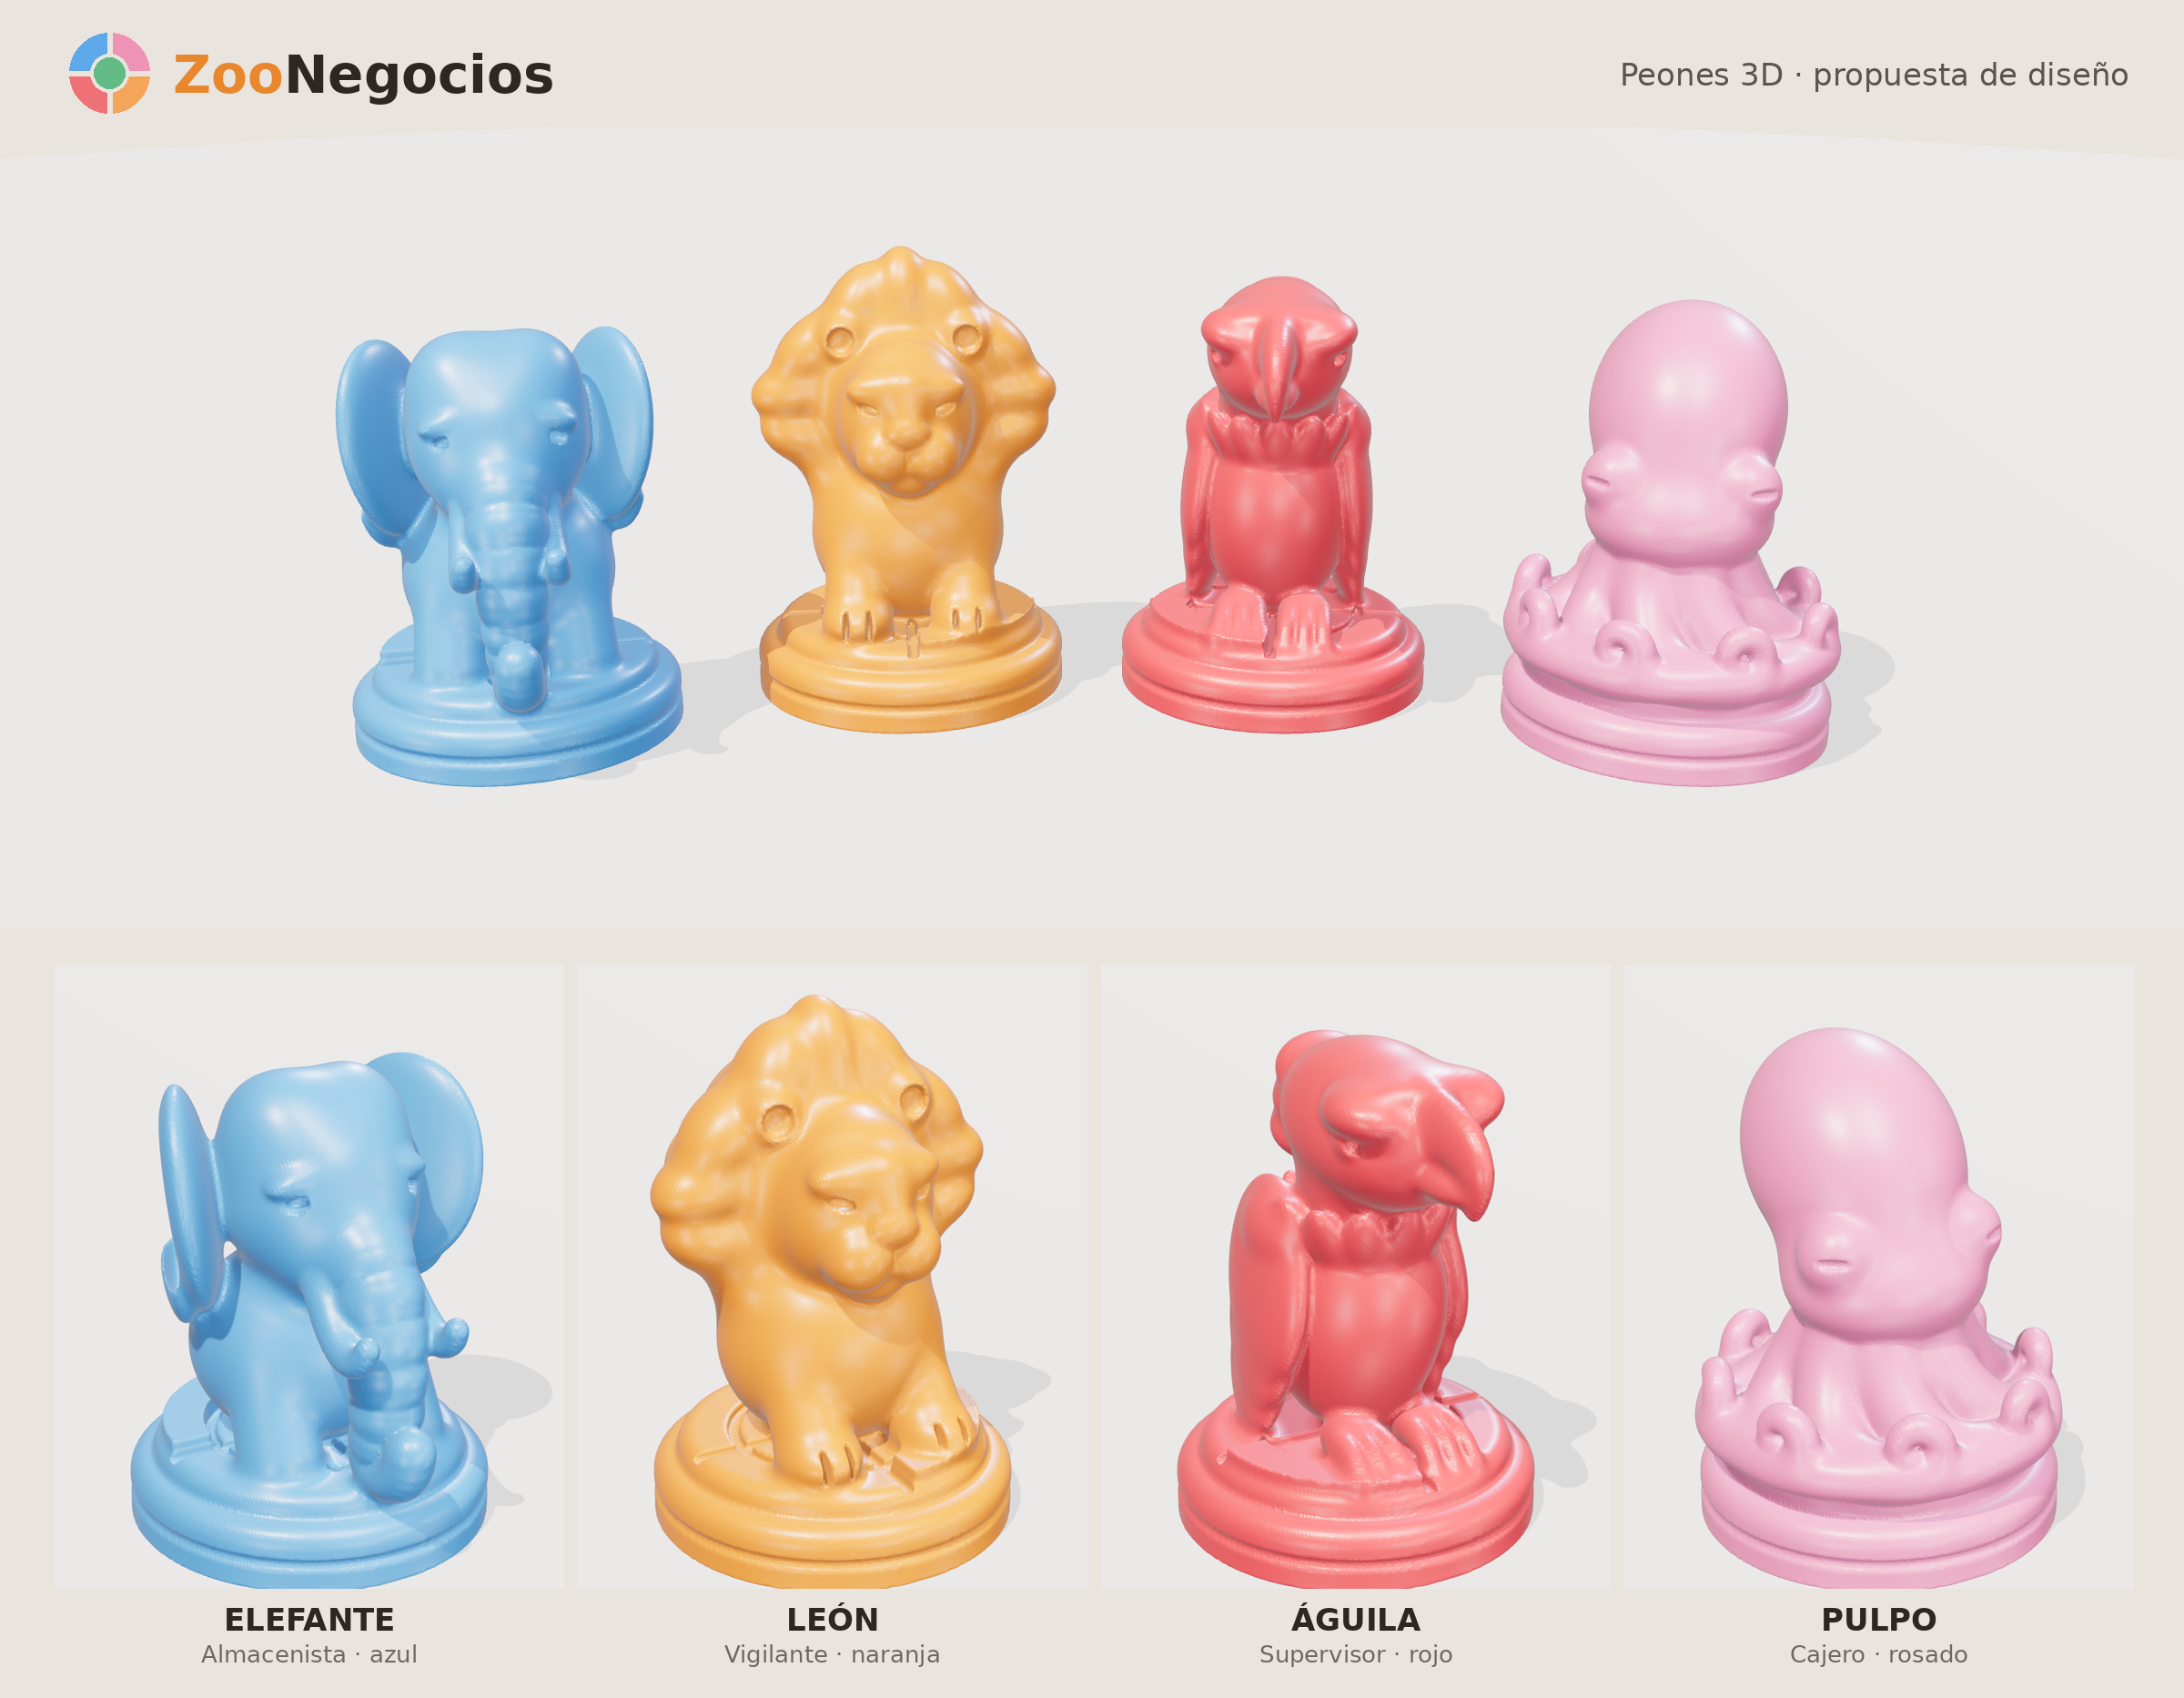 ZooNegocios
Peones 3D · propuesta de diseño
ELEFANTE
Almacenista · azul
LEÓN
Vigilante · naranja
ÁGUILA
Supervisor · rojo
PULPO
Cajero · rosado